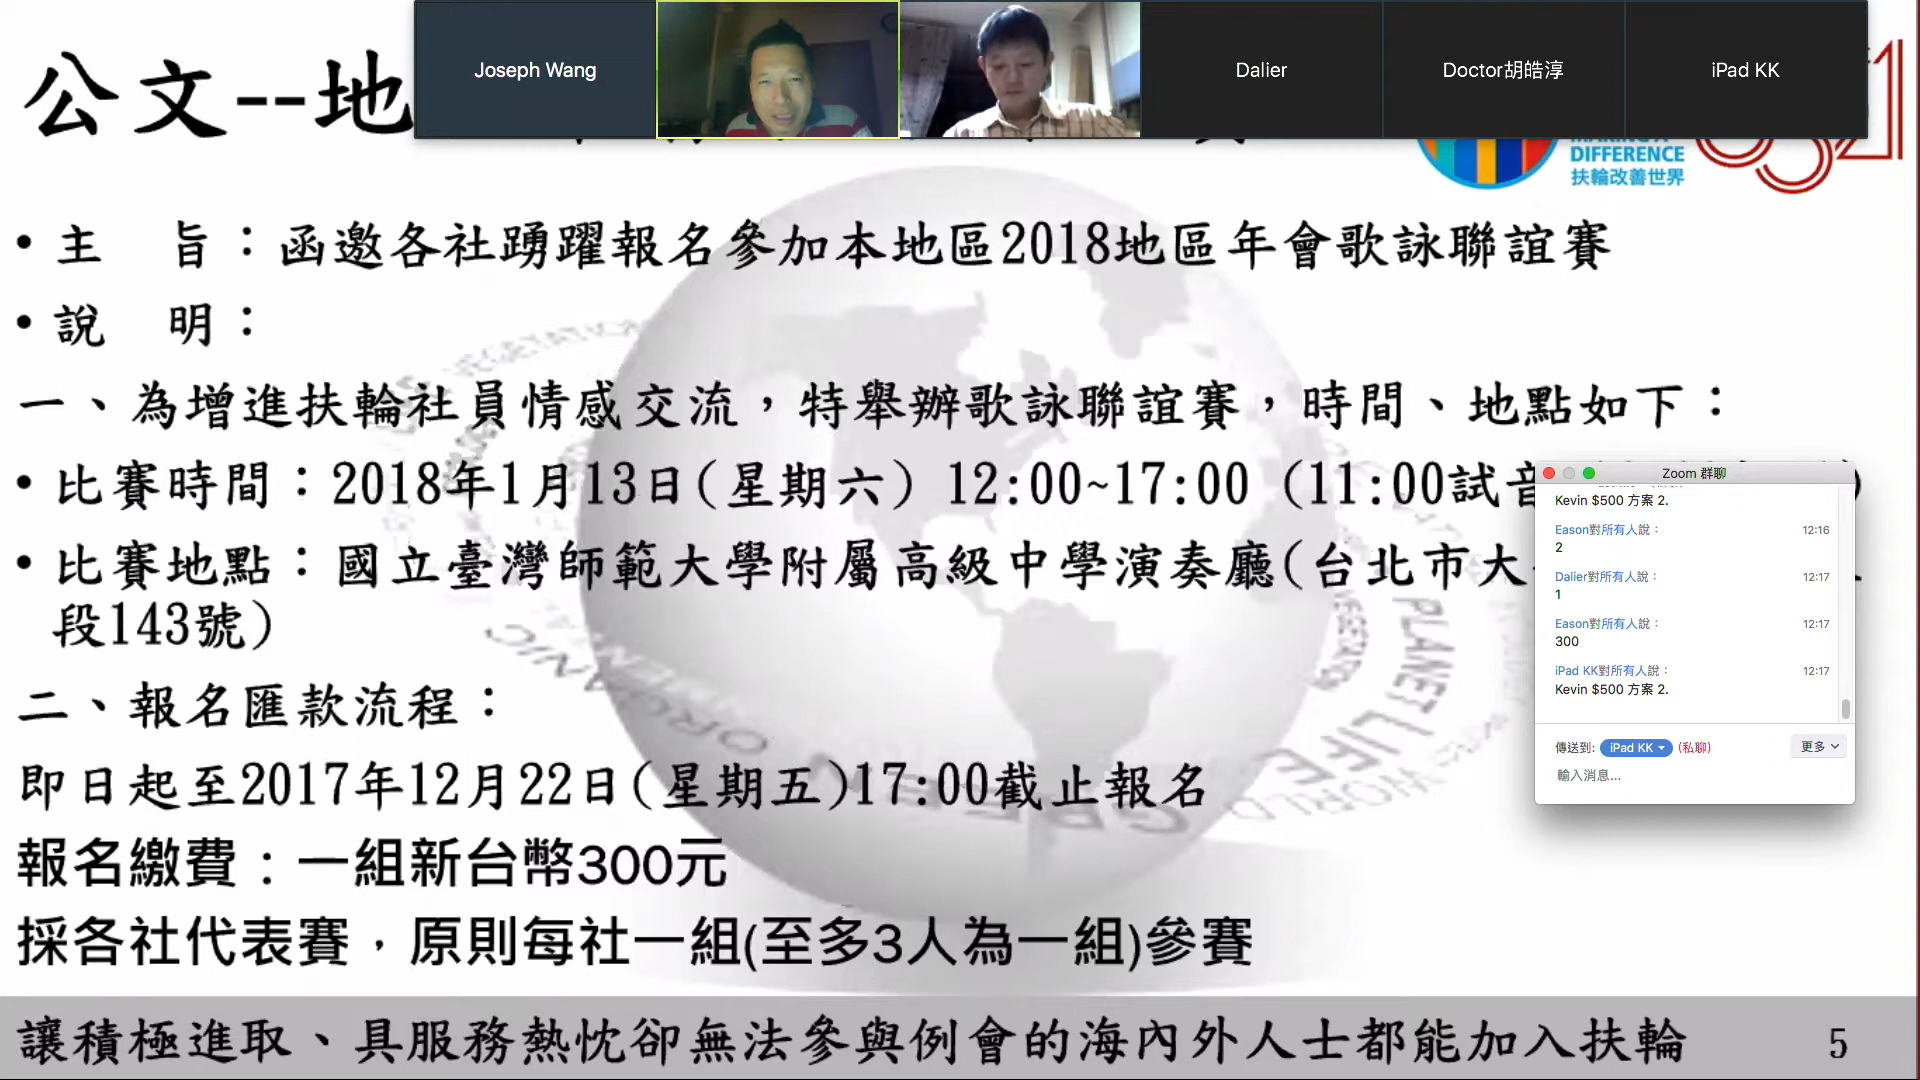 Joseph Wang
Dalier
Doctor胡皓淳
iPad KK
公文--地
DIFFERENCE
扶輪改善世界
• 主 旨：函邀各社踴躍報名參加本地區2018地區年會歌詠聯誼賽
• 說 明：
一、為增進扶輪社員情感交流，特舉辦歌詠聯誼賽，時間、地點如下：
• 比賽時間：2018年1月13日(星期六) 12:00~17:00 (11:00試音
• 比賽地點：國立臺灣師範大學附屬高級中學演奏廳(台北市大
段143號)
二、報名匯款流程：
即日起至2017年12月22日(星期五)17:00截止報名
報名繳費：一組新台幣300元
採各社代表賽，原則每社一組(至多3人為一組)參賽
讓積極進取、具服務熱忱卻無法參與例會的海內外人士都能加入扶輪
5
Zoom 群聊
Kevin $500 方案 2.
Eason對所有人說： 12:16
2
Dalier對所有人說： 12:17
1
Eason對所有人說： 12:17
300
iPad KK對所有人說： 12:17
Kevin $500 方案 2.
傳送到: iPad KK (私聊) 更多
輸入消息...
PLANET LIFE